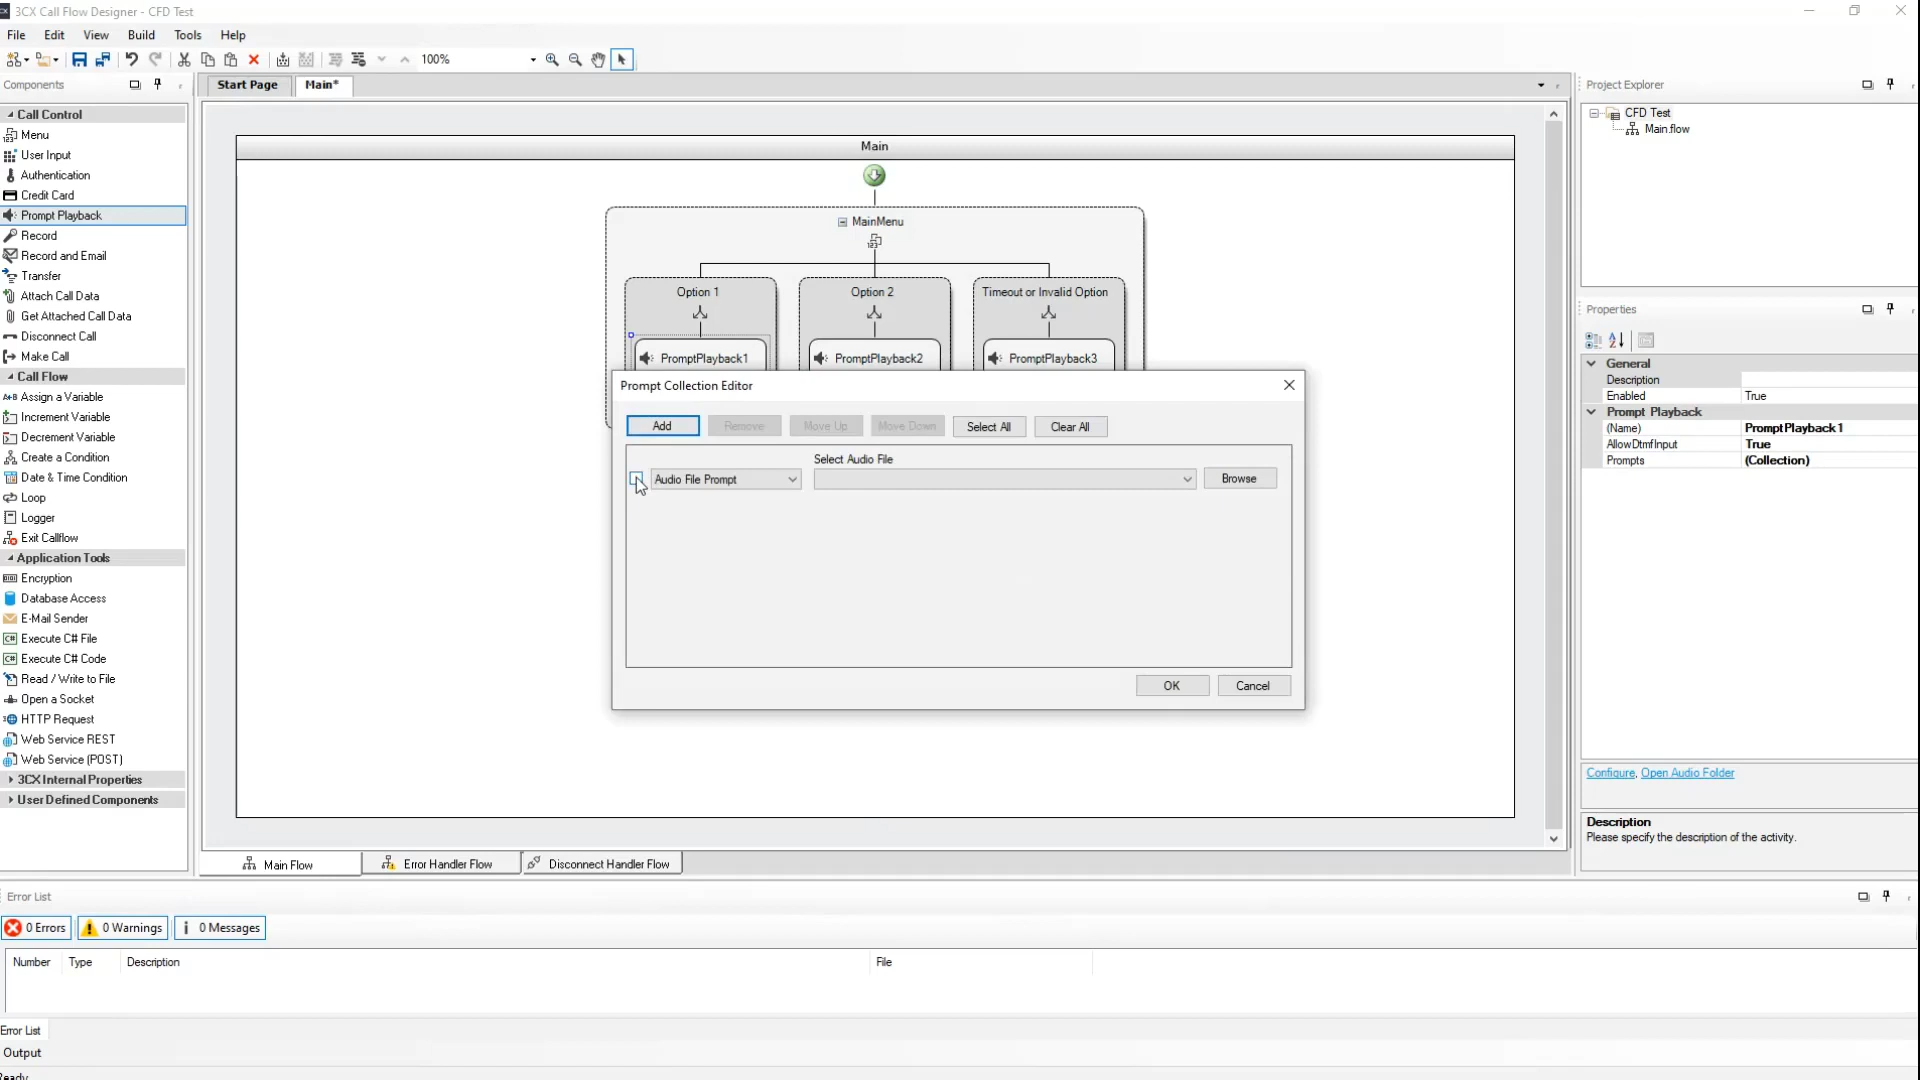 3CX Call Flow Designer - CFD Test
File Edit View Build Tools Help
100%
Components
Start Page
Main*
Project Explorer
Call Control
Menu
User Input
Authentication
Credit Card
Prompt Playback
Record
Record and Email
Transfer
Attach Call Data
Get Attached Call Data
Disconnect Call
Make Call
Call Flow
Assign a Variable
Increment Variable
Decrement Variable
Create a Condition
Date & Time Condition
Loop
Logger
Exit Callflow
Application Tools
Encryption
Database Access
E-Mail Sender
Execute C# File
Execute C# Code
Read / Write to File
Open a Socket
HTTP Request
Web Service REST
Web Service (POST)
3CX Internal Properties
User Defined Components
Main
MainMenu
Option 1
Option 2
Timeout or Invalid Option
PromptPlayback1
PromptPlayback2
PromptPlayback3
Prompt Collection Editor
Add Remove Move Up Move Down Select All Clear All
Select Audio File
Audio File Prompt
Browse
OK Cancel
Main Flow
Error Handler Flow
Disconnect Handler Flow
CFD Test
Main.flow
Properties
General
Description
Enabled True
Prompt Playback
(Name) PromptPlayback1
AllowDtmfInput True
Prompts (Collection)
Configure, Open Audio Folder
Description
Please specify the description of the activity.
Error List
0 Errors
0 Warnings
0 Messages
Number Type Description File
Error List
Output